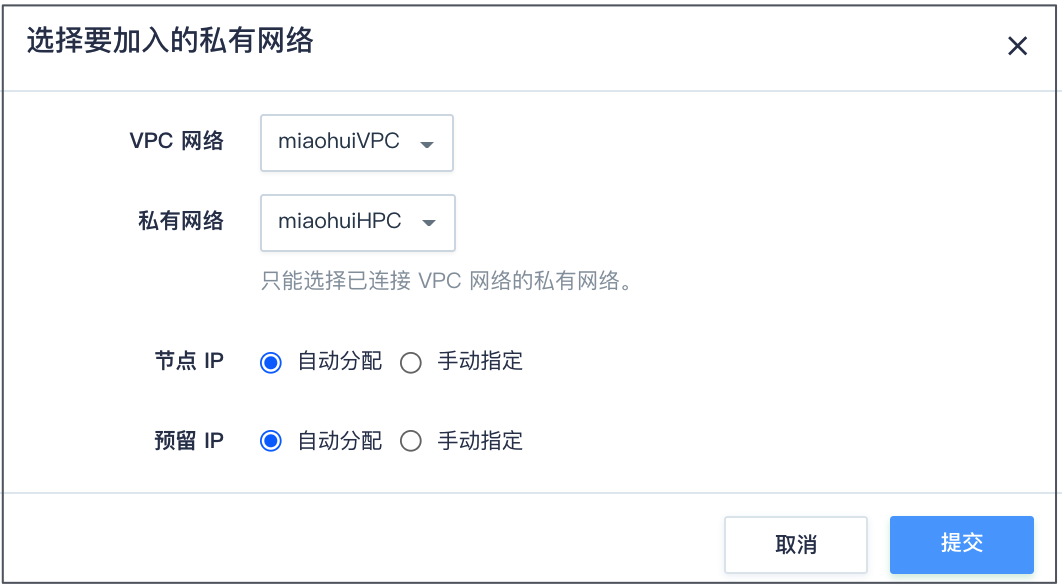 选择要加入的私有网络
VPC 网络 miaohuiVPC
私有网络 miaohuiHPC
只能选择已连接 VPC 网络的私有网络。
节点 IP 自动分配 手动指定
预留 IP 自动分配 手动指定
取消 提交